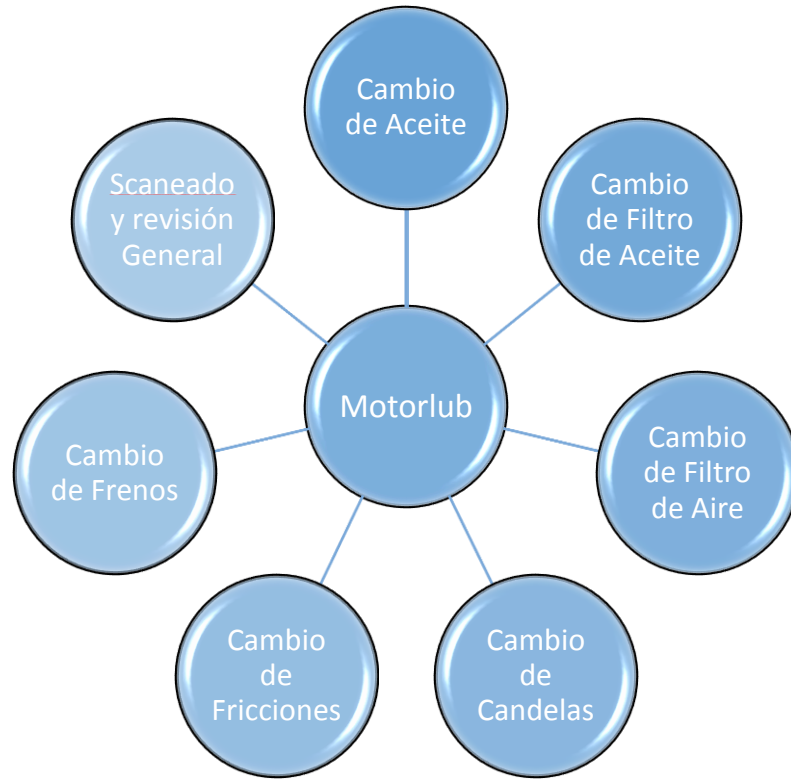 Cambio
de Aceite
Cambio
de Filtro
de Aceite
Cambio
de Filtro
de Aire
Cambio
de
Candelas
Cambio
de
Fricciones
Cambio
de Frenos
Scaneado
y revisión
General
Motorlub